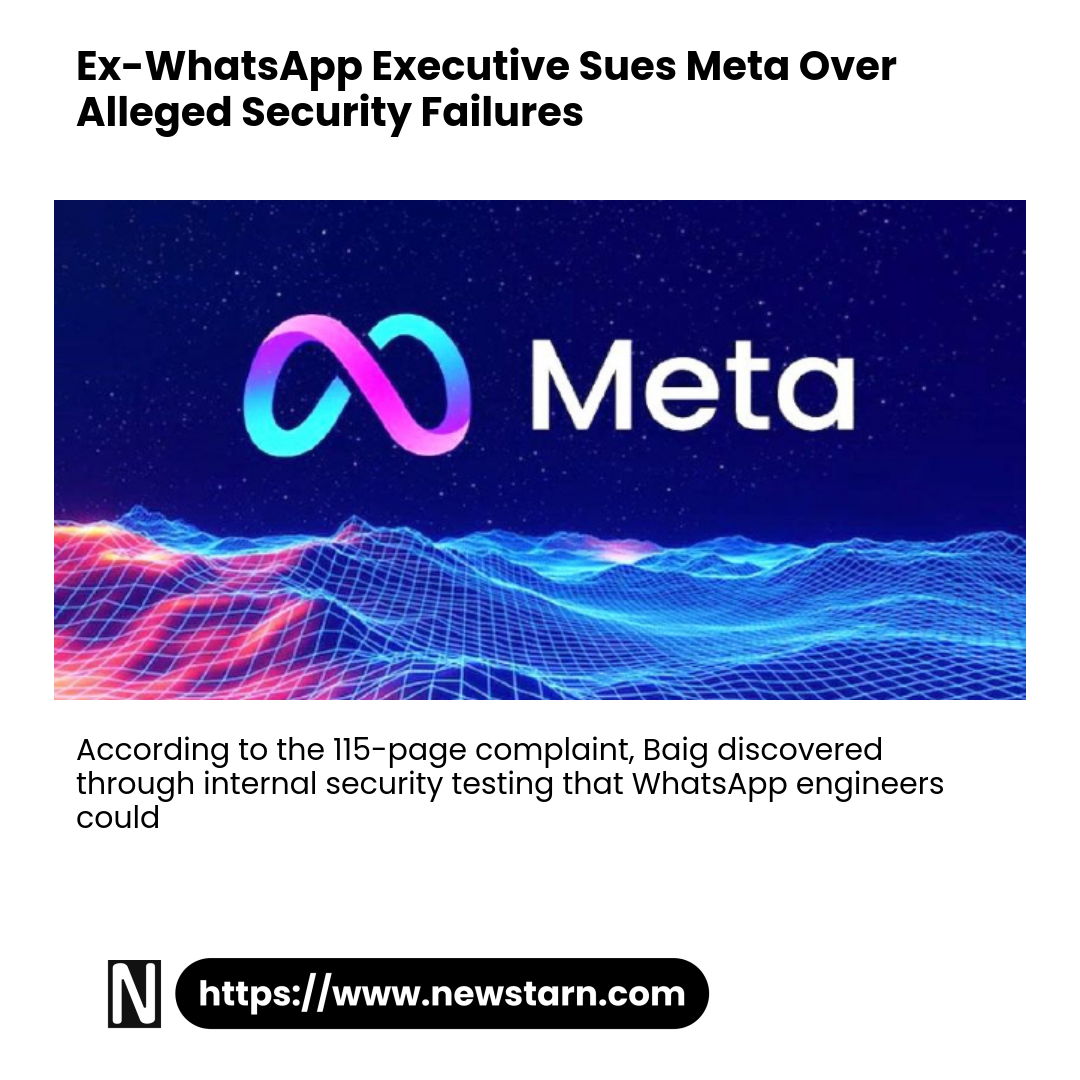 Ex-WhatsApp Executive Sues Meta Over
Alleged Security Failures
Meta
According to the 115-page complaint, Baig discovered
through internal security testing that WhatsApp engineers
could
N
https://www.newstarn.com